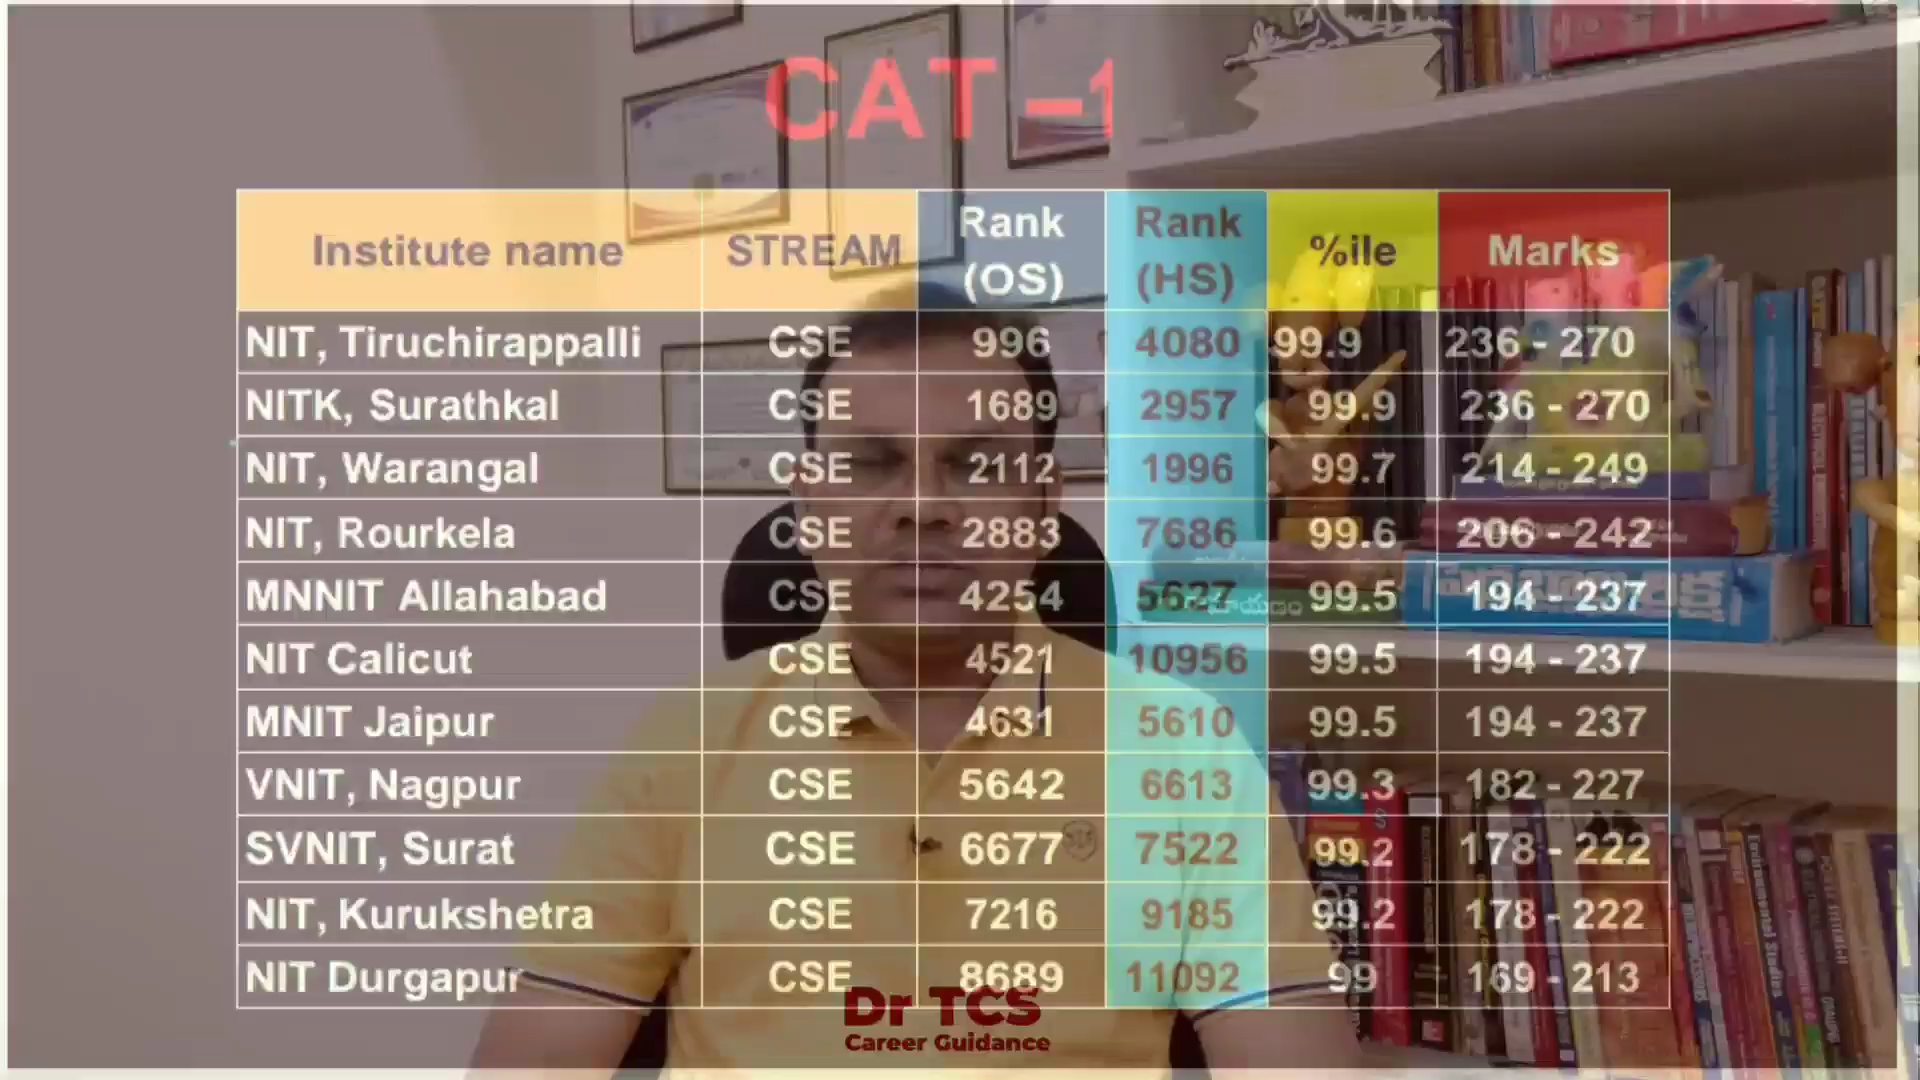 CAT –1
Institute name STREAM Rank (OS) Rank (HS) %ile Marks
NIT, Tiruchirappalli CSE 996 4080 99.9 236 - 270
NITK, Surathkal CSE 1689 2957 99.9 236 - 270
NIT, Warangal CSE 2112 1996 99.7 214 - 249
NIT, Rourkela CSE 2883 7686 99.6 206 - 242
MNNIT Allahabad CSE 4254 5627 99.5 194 - 237
NIT Calicut CSE 4521 10956 99.5 194 - 237
MNIT Jaipur CSE 4631 5610 99.5 194 - 237
VNIT, Nagpur CSE 5642 6613 99.3 182 - 227
SVNIT, Surat CSE 6677 7522 99.2 178 - 222
NIT, Kurukshetra CSE 7216 9185 99.2 178 - 222
NIT Durgapur CSE 8689 11092 99 169 - 213
Dr TCS
Career Guidance